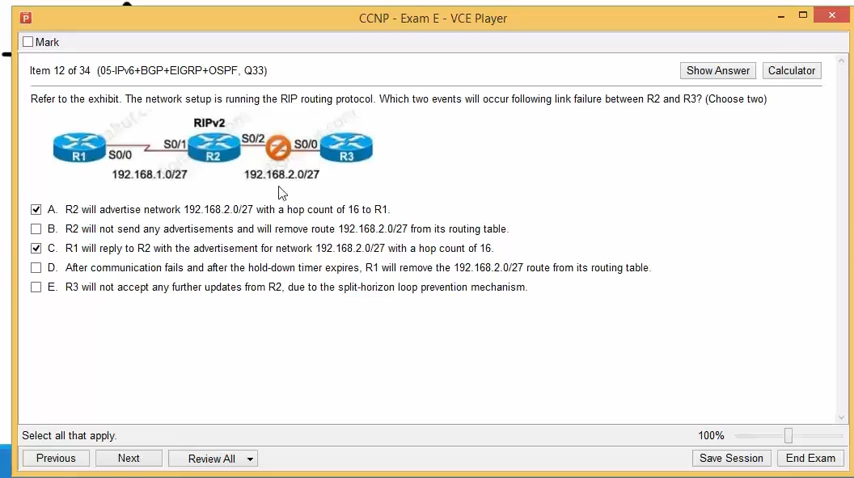 CCNP - Exam E - VCE Player
Mark
Item 12 of 34 (05-IPv6+BGP+EIGRP+OSPF, Q33)
Show Answer
Calculator
Refer to the exhibit. The network setup is running the RIP routing protocol. Which two events will occur following link failure between R2 and R3? (Choose two)
RIPv2
R1
S0/0
S0/1
R2
S0/2
S0/0
R3
192.168.1.0/27
192.168.2.0/27
A. R2 will advertise network 192.168.2.0/27 with a hop count of 16 to R1.
B. R2 will not send any advertisements and will remove route 192.168.2.0/27 from its routing table.
C. R1 will reply to R2 with the advertisement for network 192.168.2.0/27 with a hop count of 16.
D. After communication fails and after the hold-down timer expires, R1 will remove the 192.168.2.0/27 route from its routing table.
E. R3 will not accept any further updates from R2, due to the split-horizon loop prevention mechanism.
Select all that apply.
100%
Previous
Next
Review All
Save Session
End Exam